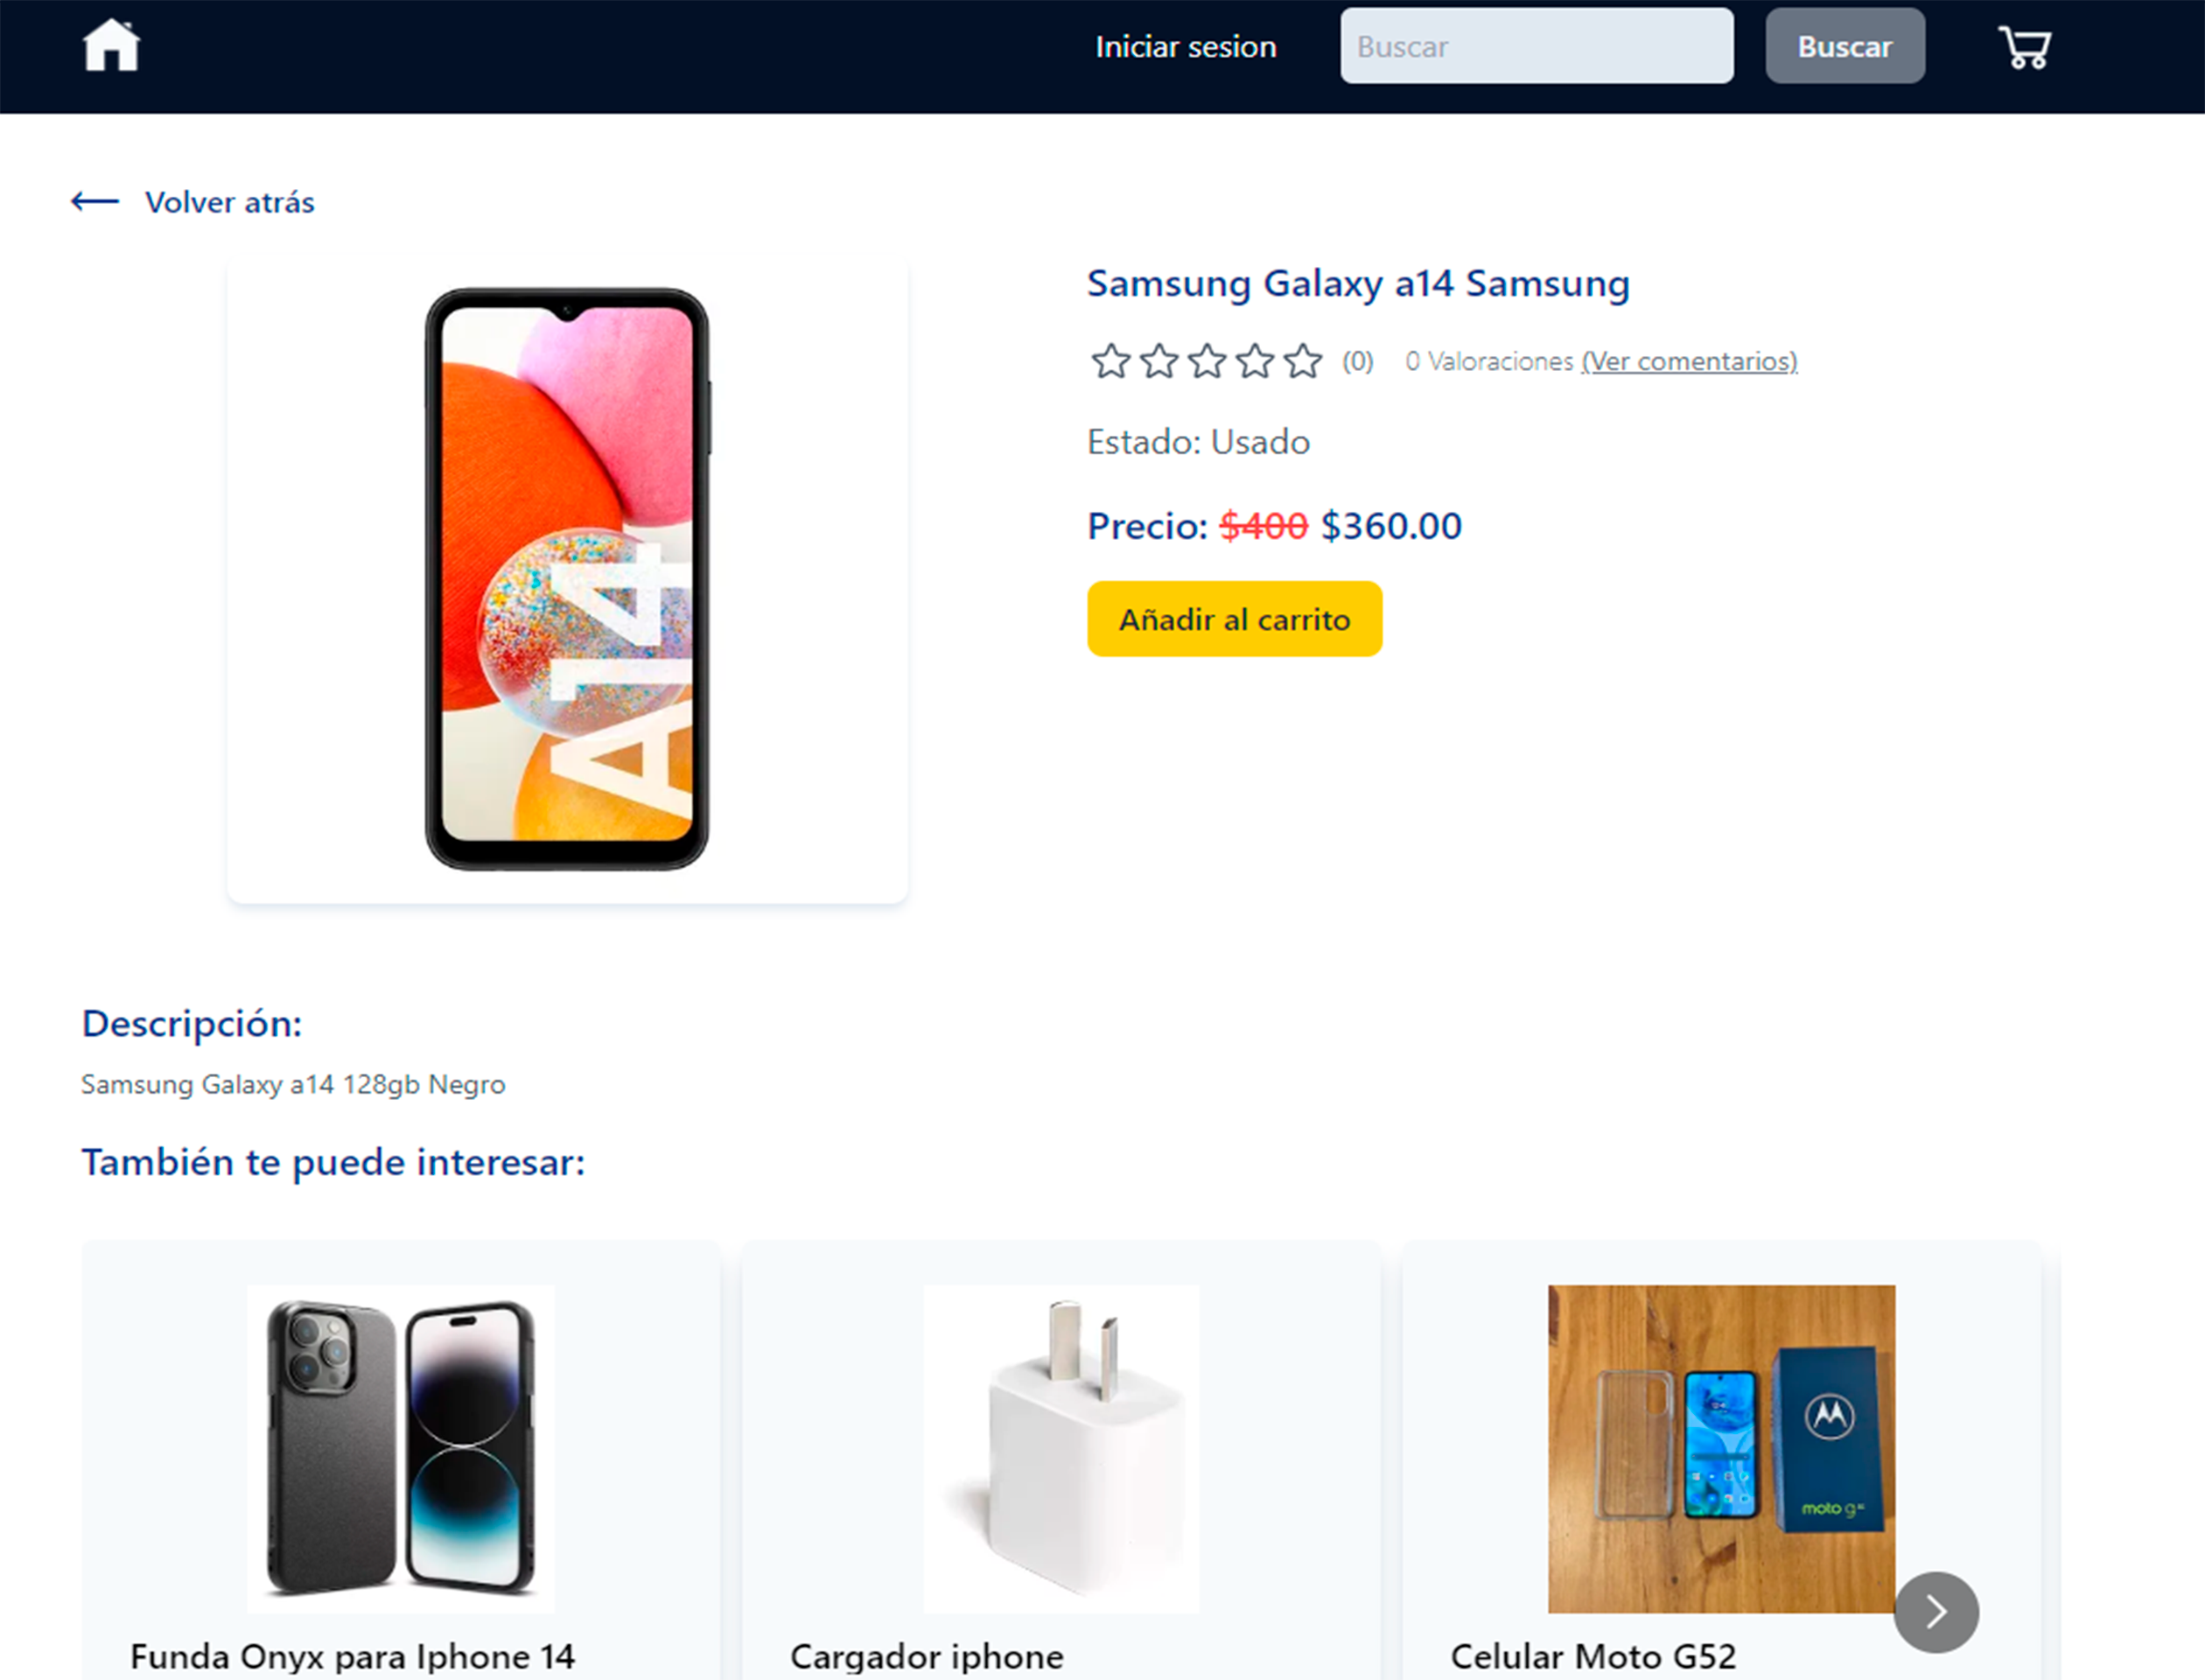 Iniciar sesion
Buscar
Buscar
Volver atrás
Samsung Galaxy a14 Samsung
(0) 0 Valoraciones (Ver comentarios)
Estado: Usado
Precio: $400 $360.00
Añadir al carrito
A14
Descripción:
Samsung Galaxy a14 128gb Negro
También te puede interesar:
moto g
Funda Onyx para Iphone 14
Cargador iphone
Celular Moto G52